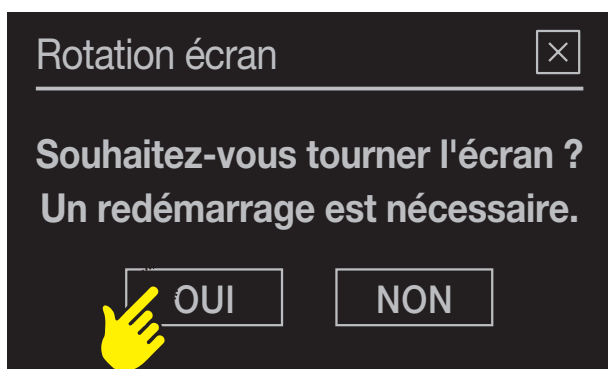 Rotation écran
Souhaitez-vous tourner l'écran ?
Un redémarrage est nécessaire.
OUI NON